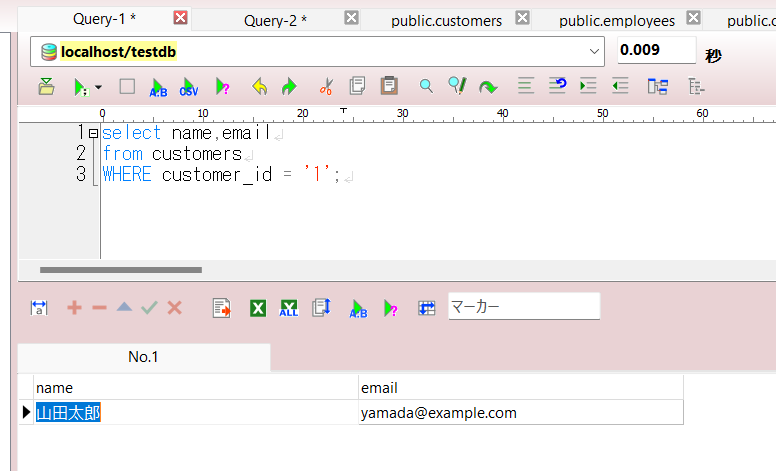 Query-1 * Query-2 * public.customers public.employees public.c
localhost/testdb 0.009 秒
A:B CSV
0 10 20 30 40 50 60
1 select name,email
2 from customers
3 WHERE customer_id = '1';
a ALL A:B マーカー
No.1
name email
山田太郎 yamada@example.com